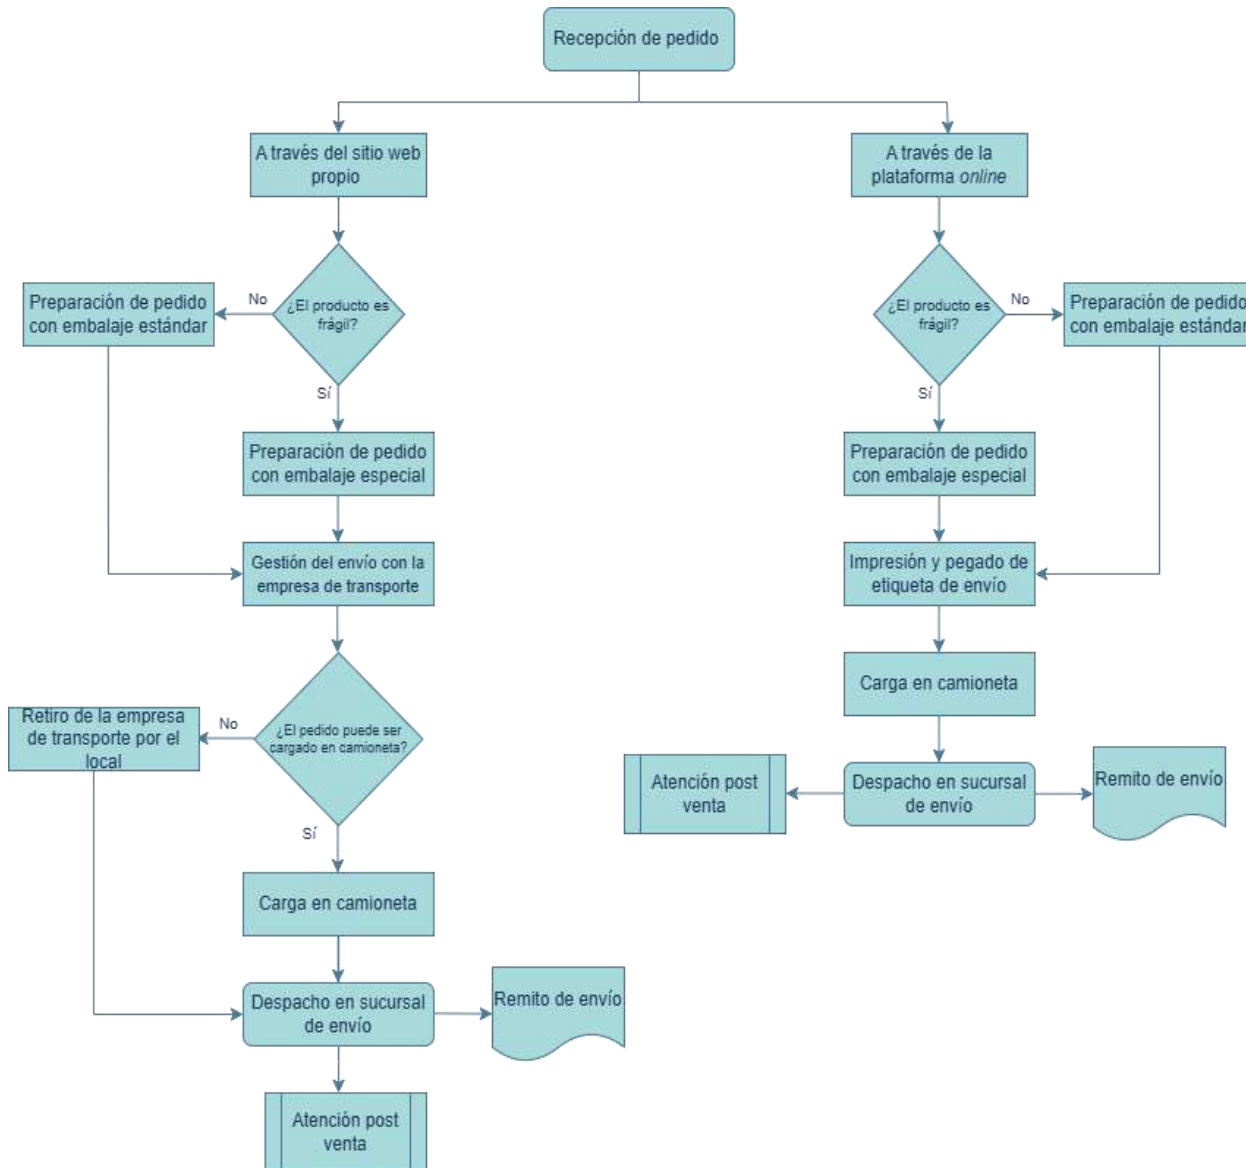 Recepción de pedido
A través del sitio web
propio
A través de la
plataforma online
¿El producto es
frágil?
No
Preparación de pedido
con embalaje estándar
Sí
¿El producto es
frágil?
No
Preparación de pedido
con embalaje estándar
Sí
Preparación de pedido
con embalaje especial
Preparación de pedido
con embalaje especial
Gestión del envío con la
empresa de transporte
Impresión y pegado de
etiqueta de envío
Carga en camioneta
¿El pedido puede ser
cargado en camioneta?
No
Retiro de la empresa
de transporte por el
local
Sí
Atención post
venta
Despacho en sucursal
de envío
Remito de envío
Carga en camioneta
Despacho en sucursal
de envío
Remito de envío
Atención post
venta